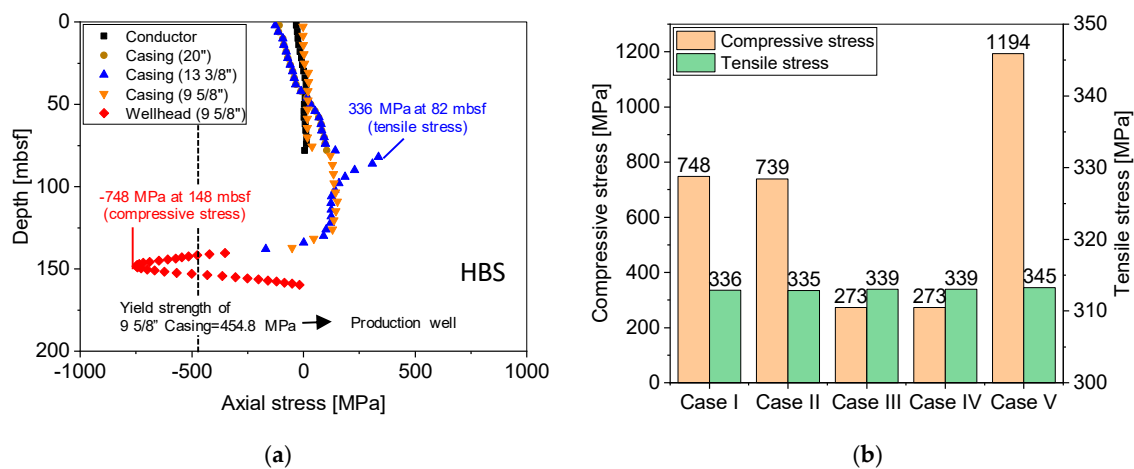 0
50
100
150
200
Depth [mbsf]
Conductor
Casing (20")
Casing (13 3/8")
Casing (9 5/8")
Wellhead (9 5/8")
336 MPa at 82 mbsf
(tensile stress)
-748 MPa at 148 mbsf
(compressive stress)
HBS
Yield strength of
9 5/8" Casing=454.8 MPa
Production well
-1000 -500 0 500 1000
Axial stress [MPa]
(a)
Compressive stress [MPa]
0
200
400
600
800
1000
1200
Compressive stress
Tensile stress
748 739 273 273 1194
336 335 339 339 345
Case I Case II Case III Case IV Case V
350
340
330
320
310
300
Tensile stress [MPa]
(b)